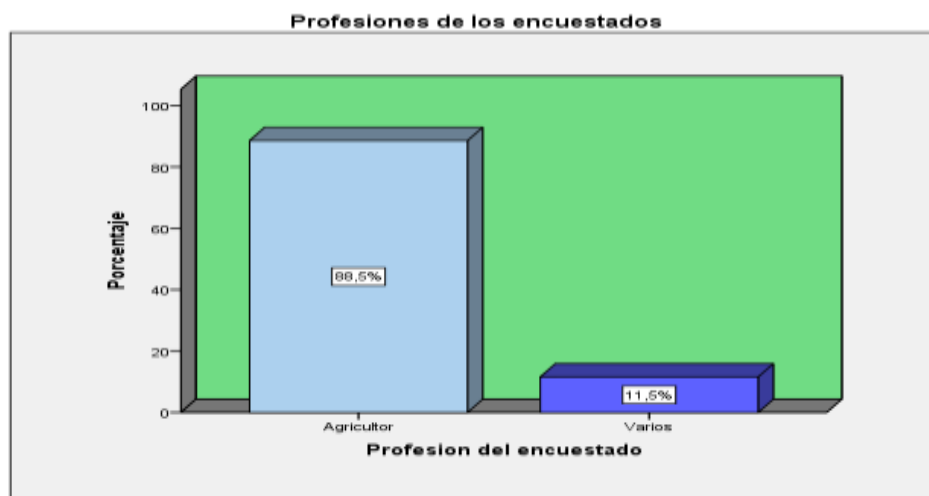 Profesiones de los encuestados
Porcentaje
100
80
60
40
20
0
88,5%
11,5%
Agricultor
Varios
Profesion del encuestado